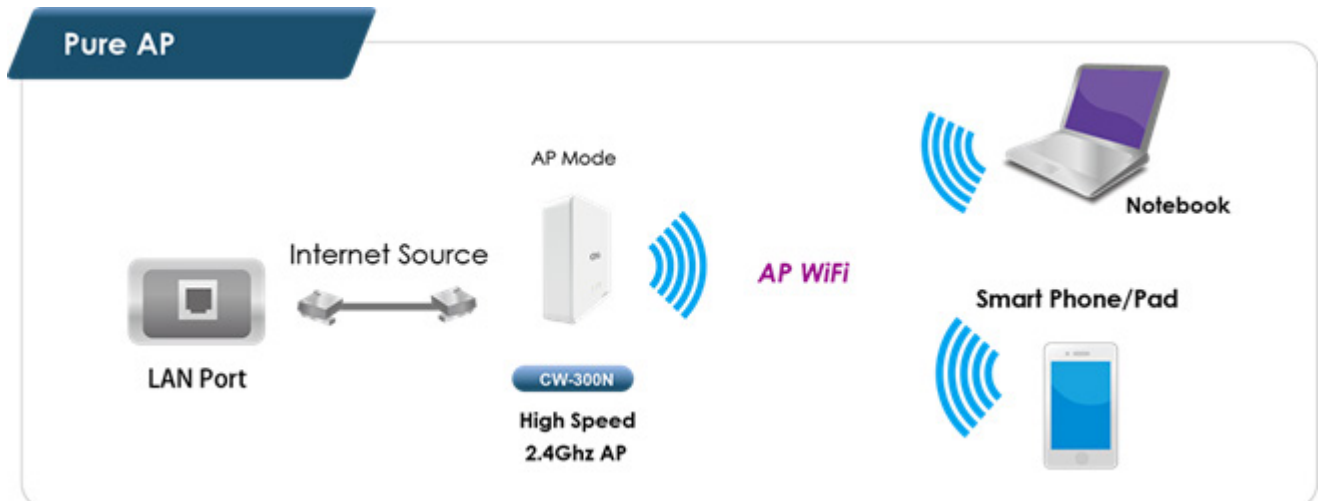 Pure AP
AP Mode
Internet Source
LAN Port
CW-300N
High Speed
2.4Ghz AP
AP WiFi
Notebook
Smart Phone/Pad